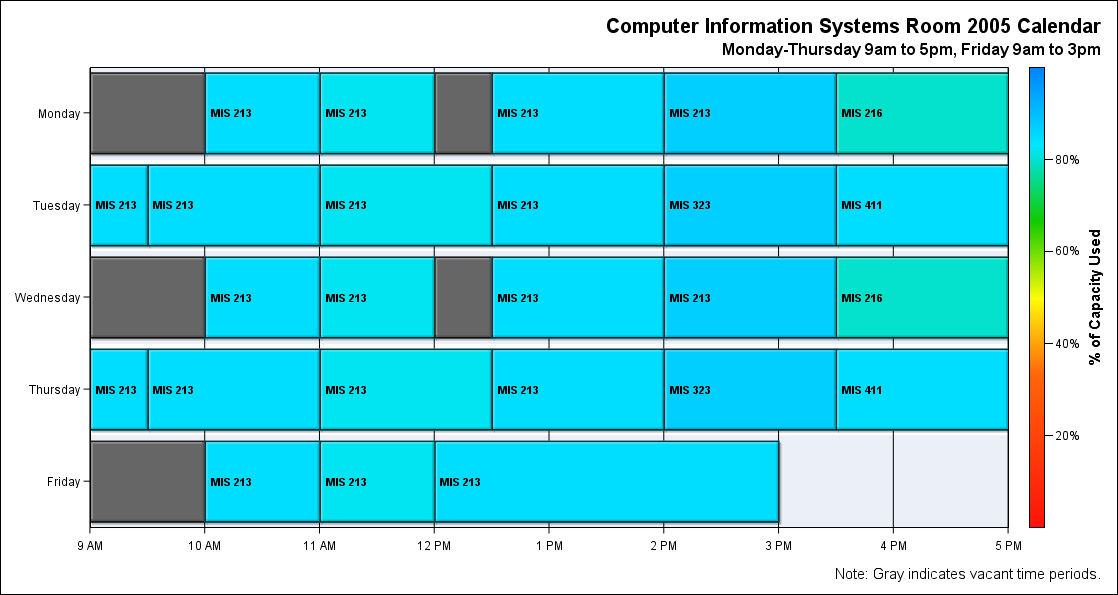 Computer Information Systems Room 2005 Calendar
Monday-Thursday 9am to 5pm, Friday 9am to 3pm
Monday
MIS 213
MIS 213
MIS 213
MIS 213
MIS 216
Tuesday
MIS 213
MIS 213
MIS 213
MIS 213
MIS 323
MIS 411
Wednesday
MIS 213
MIS 213
MIS 213
MIS 213
MIS 216
Thursday
MIS 213
MIS 213
MIS 213
MIS 213
MIS 323
MIS 411
Friday
MIS 213
MIS 213
MIS 213
9 AM
10 AM
11 AM
12 PM
1 PM
2 PM
3 PM
4 PM
5 PM
80%
60%
40%
20%
% of Capacity Used
Note: Gray indicates vacant time periods.